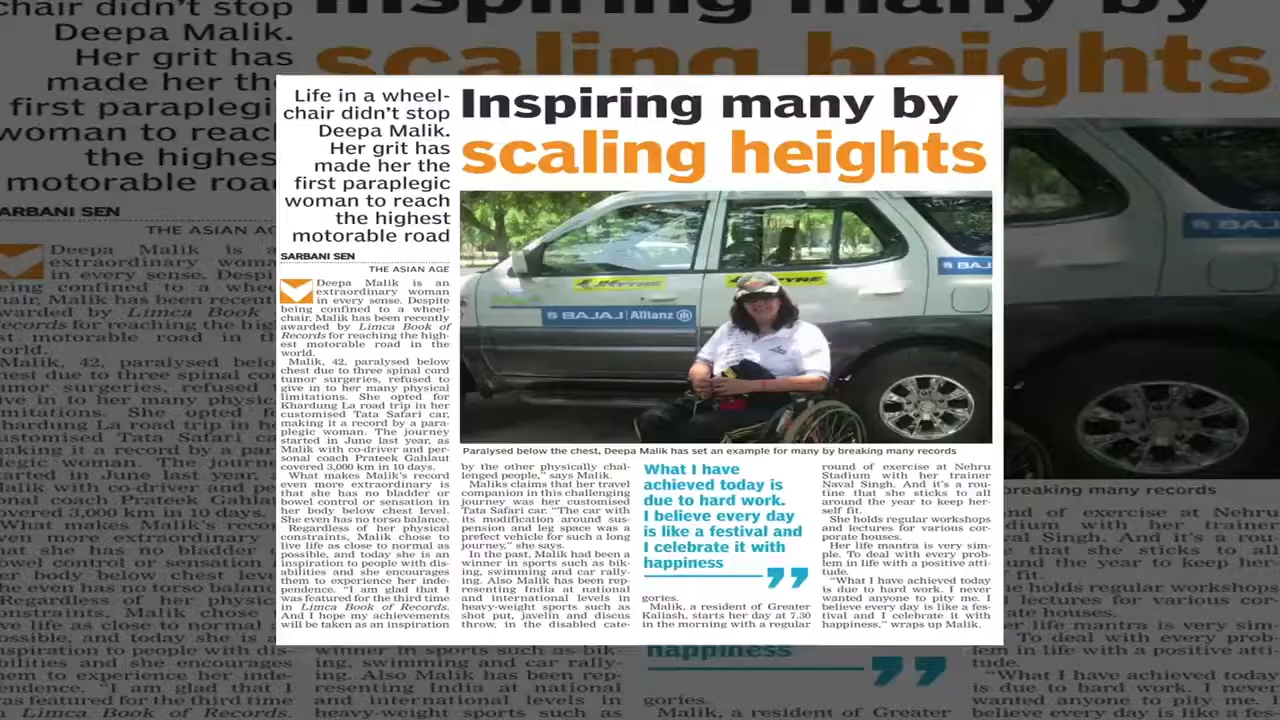 Life in a wheel-
chair didn't stop
Deepa Malik.
Her grit has
made her the
first paraplegic
woman to reach
the highest
motorable road
Inspiring many by
scaling heights
SARBANI SEN
THE ASIAN AGE
Deepa Malik is an
extraordinary woman
in every sense. Despite
being confined to a wheel-
chair, Malik has been recently
awarded by Limca Book of
Records for reaching the high-
est motorable road in the
world.
Malik, 42, paralysed below
chest due to three spinal cord
tumor surgeries, refused to
give in to her many physical
limitations. She opted for
Khardung La road trip in her
customised Tata Safari car,
making it a record by a para-
plegic woman. The journey
started in June last year, as
Malik with co-driver and per-
sonal coach Prateek Gahlaut
covered 3,000 km in 10 days.
What makes Malik's record
even more extraordinary is
that she has no bladder or
bowel control or sensation in
her body below chest level.
She even has no torso balance.
Regardless of her physical
constraints, Malik chose to
live life as close to normal as
possible, and today she is an
inspiration to people with dis-
abilities and she encourages
them to experience her inde-
pendence. "I am glad that I
was featured for the third time
in Limca Book of Records.
And I hope my achievements
will be taken as an inspiration
JK TYRE
JK TYRE
BAJAJ Allianz
BAJ
Paralysed below the chest, Deepa Malik has set an example for many by breaking many records
by the other physically chal-
lenged people," says Malik.
Maliks claims that her travel
companion in this challenging
journey was her customised
Tata Safari car. "The car with
its modification around sus-
pension and leg space was a
prefect vehicle for such a long
journey," she says.
In the past, Malik had been a
winner in sports such as bik-
ing, swimming and car rally-
ing. Also Malik has been rep-
resenting India at national
and international levels in
heavy-weight sports such as
shot put, javelin and discus
throw, in the disabled cate-
What I have
achieved today is
due to hard work.
I believe every day
is like a festival and
I celebrate it with
happiness
gories.
Malik, a resident of Greater
Kaliash, starts her day at 7.30
in the morning with a regular
round of exercise at Nehru
Stadium with her trainer
Naval Singh. And it's a rou-
tine that she sticks to all
around the year to keep her-
self fit.
She holds regular workshops
and lectures for various cor-
porate houses.
Her life mantra is very sim-
ple. To deal with every prob-
lem in life with a positive atti-
tude.
"What I have achieved today
is due to hard work. I never
wanted anyone to pity me. I
believe every day is like a fes-
tival and I celebrate it with
happiness," wraps up Malik.